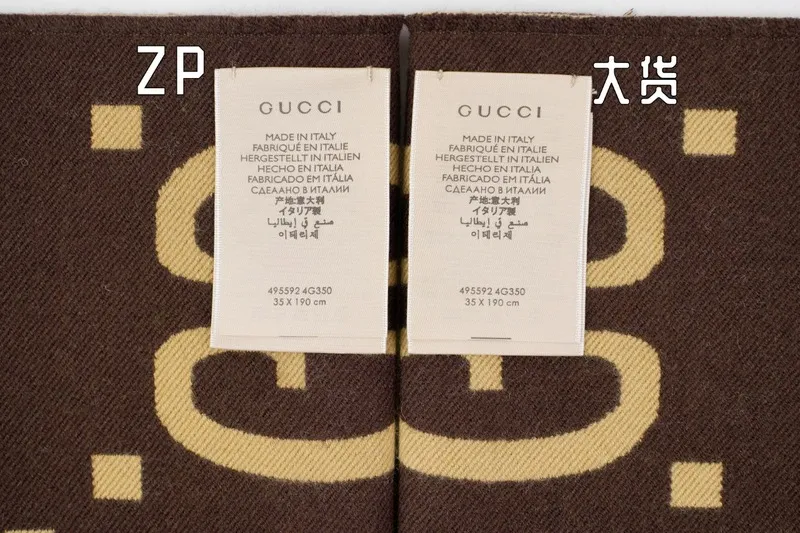 ZP
GUCCI
MADE IN ITALY
FABRIQUÉ EN ITALIE
HERGESTELLT IN ITALIEN
HECHO EN ITALIA
FABRICADO EM ITÁLIA
СДЕЛАНО В ИТАЛИИ
产地:意大利
イタリア製
صنع في إيطاليا
이태리제
495592 4G350
35 X 190 cm
大货
GUCCI
MADE IN ITALY
FABRIQUÉ EN ITALIE
HERGESTELLT IN ITALIEN
HECHO EN ITALIA
FABRICADO EM ITÁLIA
СДЕЛАНО В ИТАЛИИ
产地:意大利
イタリア製
صنع في إيطاليا
이태리제
495592 4G350
35 X 190 cm